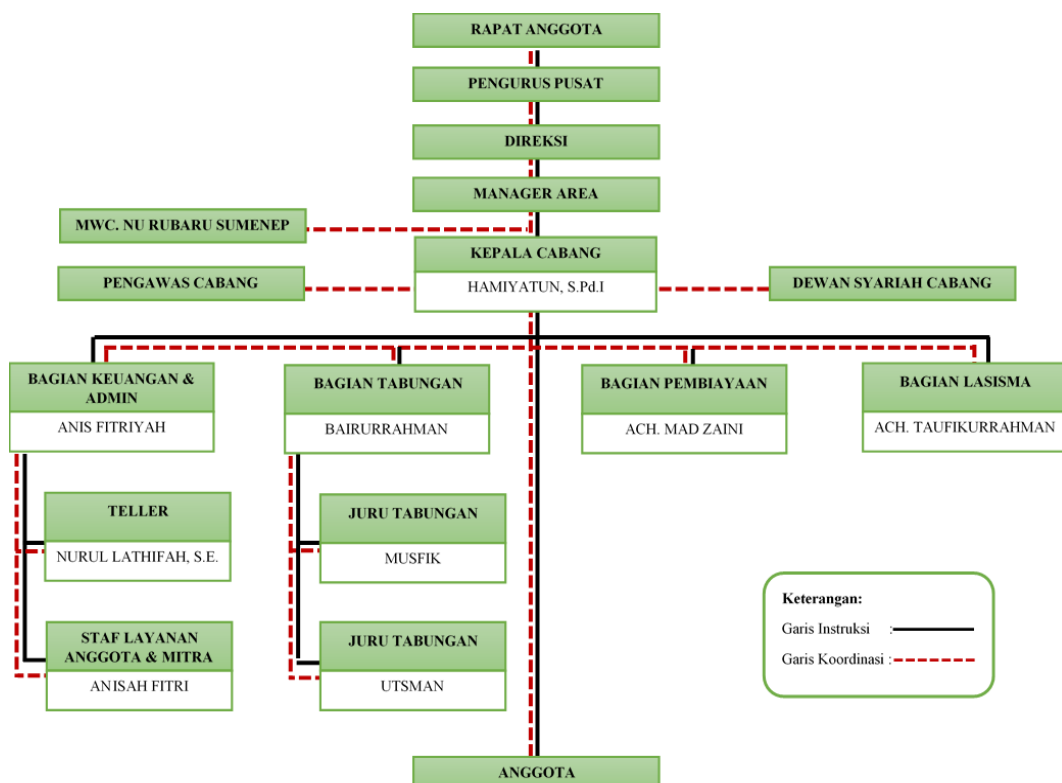 RAPAT ANGGOTA
PENGURUS PUSAT
DIREKSI
MANAGER AREA
MWC. NU RUBARU SUMENEP
KEPALA CABANG
HAMIYATUN, S.Pd.I
PENGAWAS CABANG
DEWAN SYARIAH CABANG
BAGIAN KEUANGAN &
ADMIN
ANIS FITRIYAH
BAGIAN TABUNGAN
BAIRURRAHMAN
BAGIAN PEMBIAYAAN
ACH. MAD ZAINI
BAGIAN LASISMA
ACH. TAUFIKURRAHMAN
TELLER
NURUL LATHIFAH, S.E.
JURU TABUNGAN
MUSFIK
STAF LAYANAN
ANGGOTA & MITRA
ANISAH FITRI
JURU TABUNGAN
UTSMAN
Keterangan:
Garis Instruksi :
Garis Koordinasi :
ANGGOTA